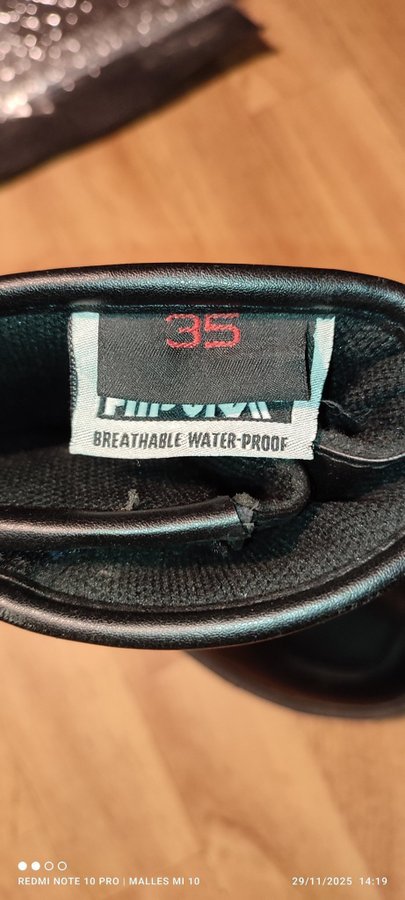 35
BREATHABLE WATER-PROOF
REDMI NOTE 10 PRO | MALLES MI 10
29/11/2025 14:19